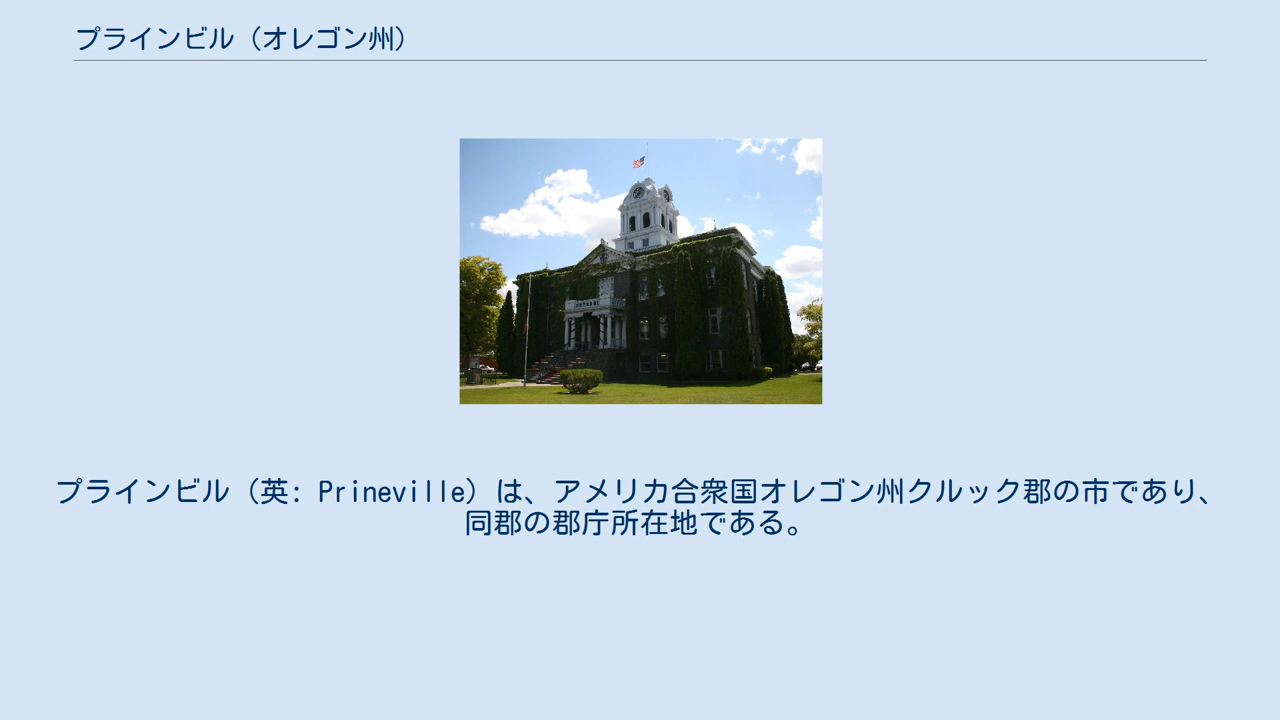 プラインビル（オレゴン州）
プラインビル（英: Prineville）は、アメリカ合衆国オレゴン州クルック郡の市であり、
同郡の郡庁所在地である。